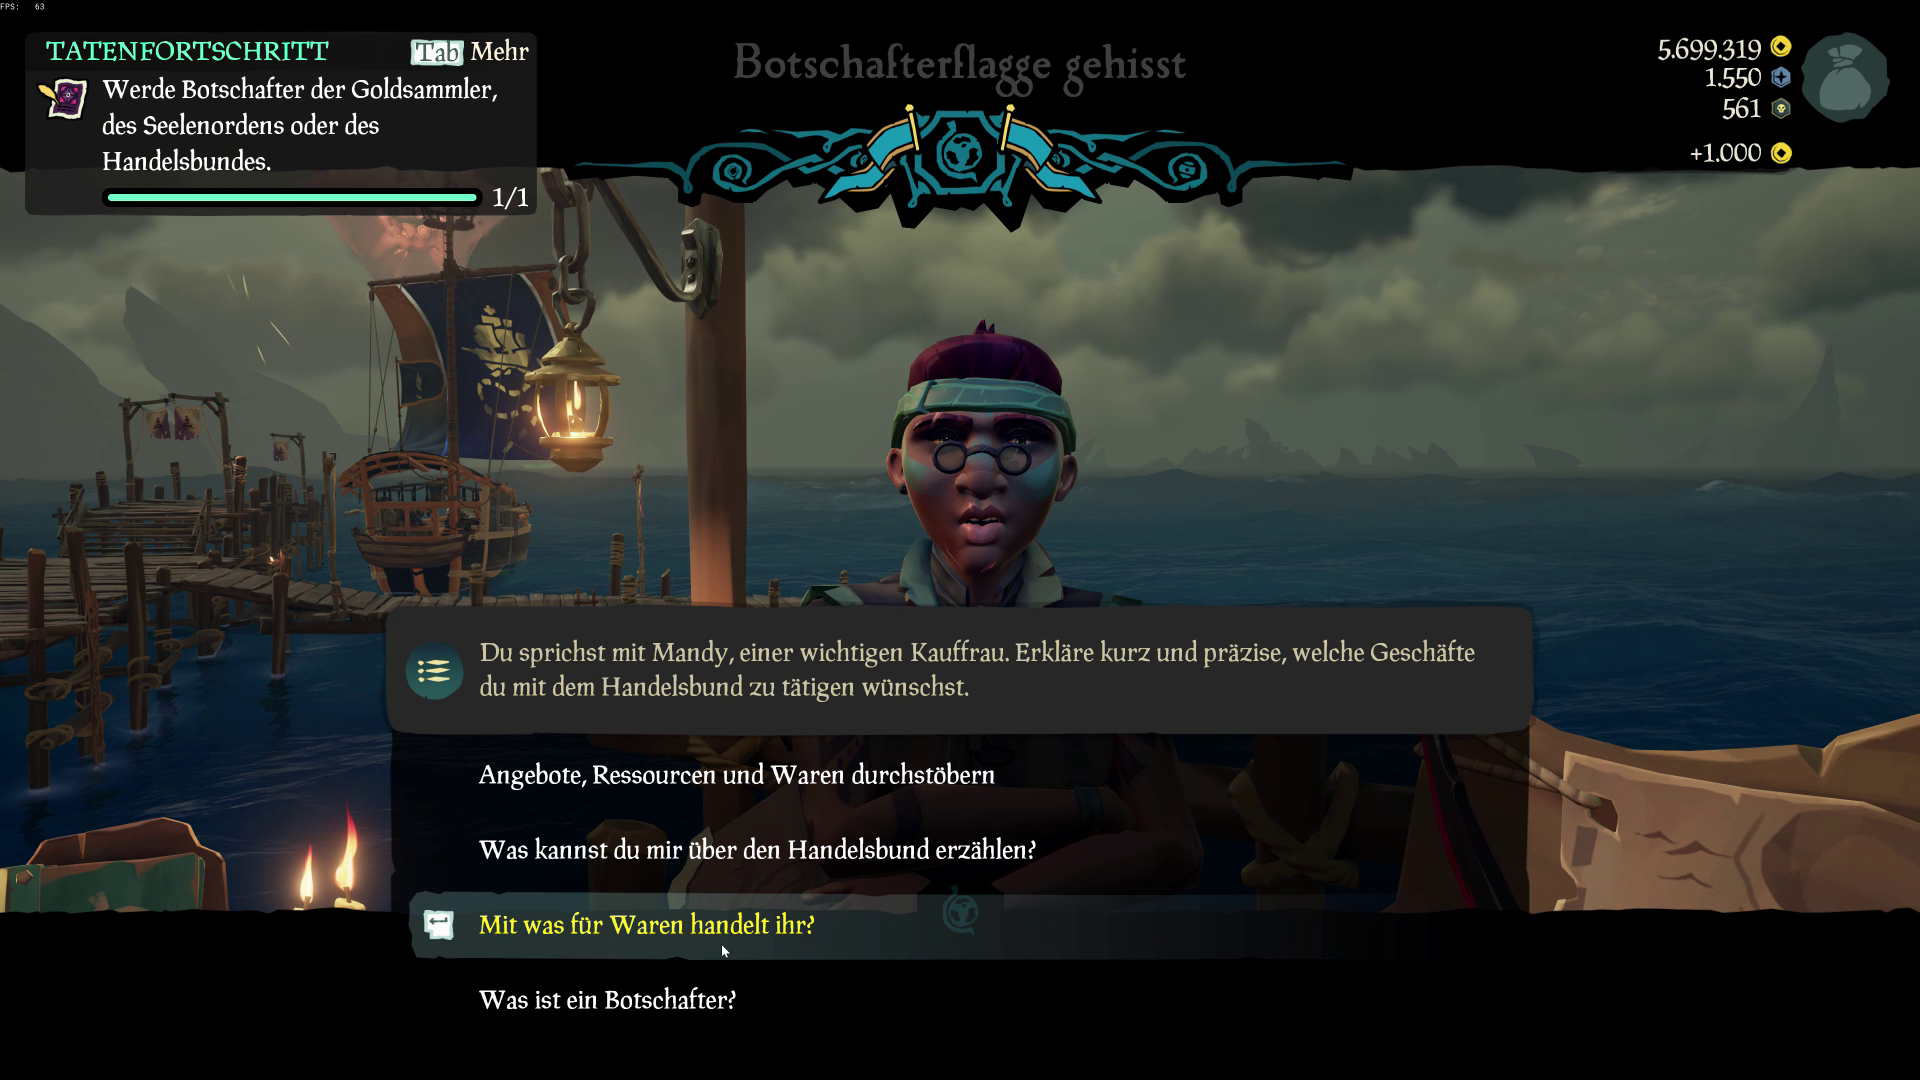 FPS: 63
TATENFORTSCHRITT
Tab Mehr
Werde Botschafter der Goldsammler,
des Seelenordens oder des
Handelsbundes.
1/1
Botschafterflagge gehisst
5.699.319
1.550
561
+1.000
Du sprichst mit Mandy, einer wichtigen Kauffrau. Erkläre kurz und präzise, welche Geschäfte
du mit dem Handelsbund zu tätigen wünschst.
Angebote, Ressourcen und Waren durchstöbern
Was kannst du mir über den Handelsbund erzählen?
Mit was für Waren handelt ihr?
Was ist ein Botschafter?